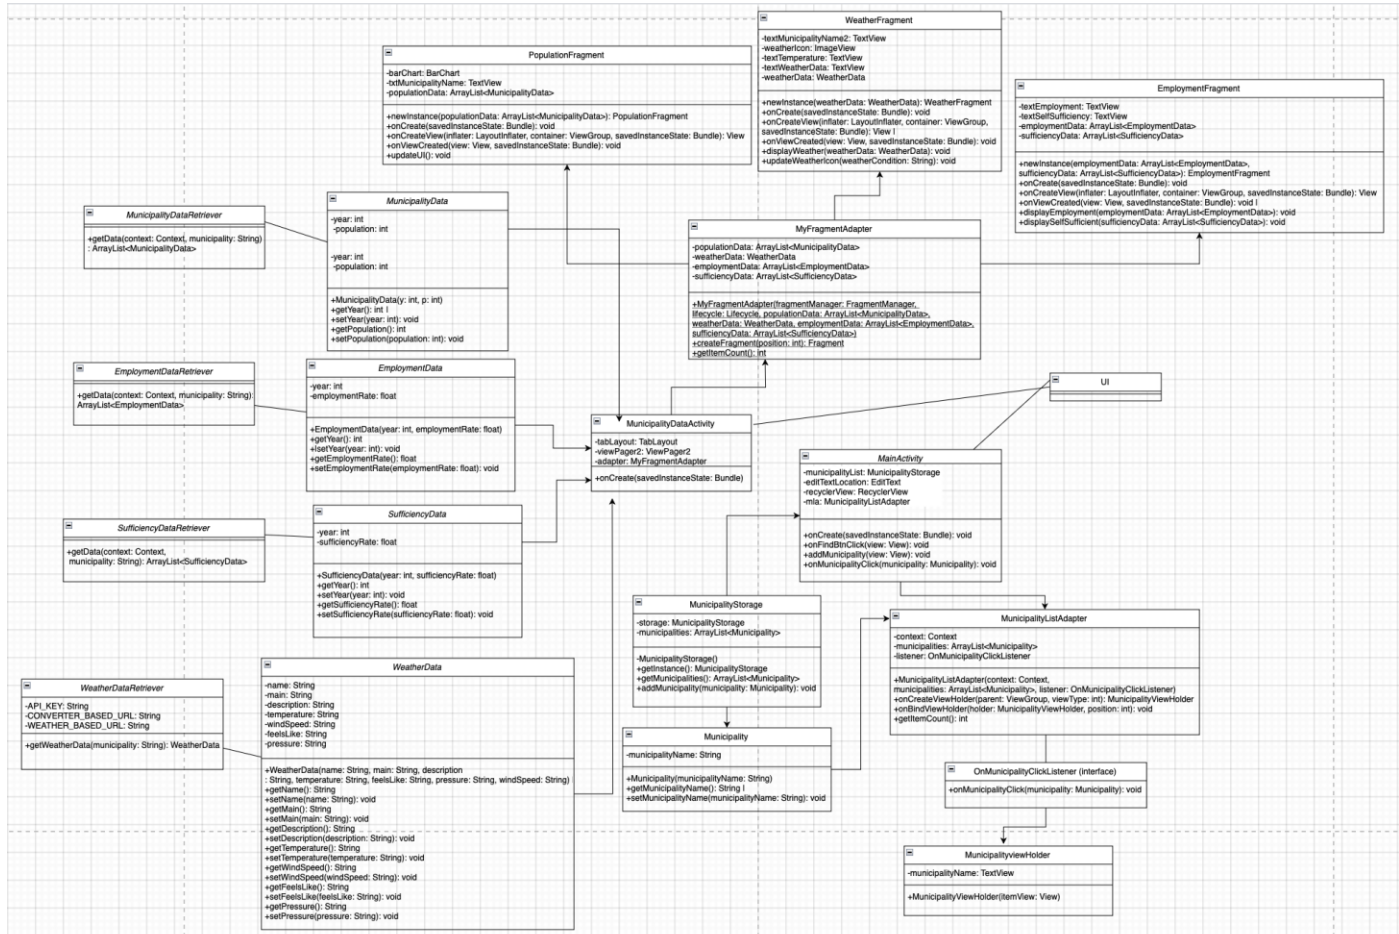 WeatherFragment
-textMunicipalityName2: TextView
-weatherIcon: ImageView
-textTemperature: TextView
-textWeatherData: TextView
-weatherData: WeatherData
+newInstance(weatherData: WeatherData): WeatherFragment
+onCreate(savedInstanceState: Bundle): void
+onCreateView(inflater: LayoutInflater, container: ViewGroup,
savedInstanceState: Bundle): View |
+onViewCreated(view: View, savedInstanceState: Bundle): void
+displayWeather(weatherData: WeatherData): void
+updateWeatherIcon(weatherCondition: String): void
PopulationFragment
-barChart: BarChart
-txtMunicipalityName: TextView
-populationData: ArrayList<MunicipalityData>
+newInstance(populationData: ArrayList<MunicipalityData>): PopulationFragment
+onCreate(savedInstanceState: Bundle): void
+onCreateView(inflater: LayoutInflater, container: ViewGroup, savedInstanceState: Bundle): View
+onViewCreated(view: View, savedInstanceState: Bundle): void
+updateUI(): void
EmploymentFragment
-textEmployment: TextView
-textSelfSufficiency: TextView
-employmentData: ArrayList<EmploymentData>
-sufficiencyData: ArrayList<SufficiencyData>
+newInstance(employmentData: ArrayList<EmploymentData>,
sufficiencyData: ArrayList<SufficiencyData>): EmploymentFragment
+onCreate(savedInstanceState: Bundle): void
+onCreateView(inflater: LayoutInflater, container: ViewGroup, savedInstanceState: Bundle): View
+onViewCreated(view: View, savedInstanceState: Bundle): void |
+displayEmployment(employmentData: ArrayList<EmploymentData>): void
+displaySelfSufficient(sufficiencyData: ArrayList<SufficiencyData>): void
MunicipalityDataRetriever
+getData(context: Context, municipality: String)
: ArrayList<MunicipalityData>
MunicipalityData
-year: int
-population: int
-year: int
-population: int
+MunicipalityData(y: int, p: int)
+getYear(): int |
+setYear(year: int): void
+getPopulation(): int
+setPopulation(population: int): void
MyFragmentAdapter
-populationData: ArrayList<MunicipalityData>
-weatherData: WeatherData
-employmentData: ArrayList<EmploymentData>
-sufficiencyData: ArrayList<SufficiencyData>
+MyFragmentAdapter(fragmentManager: FragmentManager,
lifecycle: Lifecycle, populationData: ArrayList<MunicipalityData>,
weatherData: WeatherData, employmentData: ArrayList<EmploymentData>,
sufficiencyData: ArrayList<SufficiencyData>)
+createFragment(position: int): Fragment
+getItemCount(): int
EmploymentDataRetriever
+getData(context: Context, municipality: String):
ArrayList<EmploymentData>
EmploymentData
-year: int
-employmentRate: float
+EmploymentData(year: int, employmentRate: float)
+getYear(): int
+lsetYear(year: int): void
+getEmploymentRate(): float
+setEmploymentRate(employmentRate: float): void
UI
MunicipalityDataActivity
-tabLayout: TabLayout
-viewPager2: ViewPager2
-adapter: MyFragmentAdapter
+onCreate(savedInstanceState: Bundle)
MainActivity
-municipalityList: MunicipalityStorage
-editTextLocation: EditText
-recyclerView: RecyclerView
-mla: MunicipalityListAdapter
+onCreate(savedInstanceState: Bundle): void
+onFindBtnClick(view: View): void
+addMunicipality(view: View): void
+onMunicipalityClick(municipality: Municipality): void
SufficiencyDataRetriever
+getData(context: Context,
municipality: String): ArrayList<SufficiencyData>
SufficiencyData
-year: int
-sufficiencyRate: float
+SufficiencyData(year: int, sufficiencyRate: float)
+getYear(): int
+setYear(year: int): void
+getSufficiencyRate(): float
+setSufficiencyRate(sufficiencyRate: float): void
MunicipalityStorage
-storage: MunicipalityStorage
-municipalities: ArrayList<Municipality>
-MunicipalityStorage()
+getInstance(): MunicipalityStorage
+getMunicipalities(): ArrayList<Municipality>
+addMunicipality(municipality: Municipality): void
MunicipalityListAdapter
-context: Context
-municipalities: ArrayList<Municipality>
-listener: OnMunicipalityClickListener
+MunicipalityListAdapter(context: Context,
municipalities: ArrayList<Municipality>, listener: OnMunicipalityClickListener)
+onCreateViewHolder(parent: ViewGroup, viewType: int): MunicipalityViewHolder
+onBindViewHolder(holder: MunicipalityViewHolder, position: int): void
+getItemCount(): int
WeatherDataRetriever
-API_KEY: String
-CONVERTER_BASED_URL: String
-WEATHER_BASED_URL: String
+getWeatherData(municipality: String): WeatherData
WeatherData
-name: String
-main: String
-description: String
-temperature: String
-windSpeed: String
-feelsLike: String
-pressure: String
+WeatherData(name: String, main: String, description
: String, temperature: String, feelsLike: String, pressure: String, windSpeed: String)
+getName(): String
+setName(name: String): void
+getMain(): String
+setMain(main: String): void
+getDescription(): String
+setDescription(description: String): void
+getTemperature(): String
+setTemperature(temperature: String): void
+getWindSpeed(): String
+setWindSpeed(windSpeed: String): void
+getFeelsLike(): String
+setFeelsLike(feelsLike: String): void
+getPressure(): String
+setPressure(pressure: String): void
Municipality
-municipalityName: String
+Municipality(municipalityName: String)
+getMunicipalityName(): String |
+setMunicipalityName(municipalityName: String): void
OnMunicipalityClickListener (interface)
+onMunicipalityClick(municipality: Municipality): void
MunicipalityviewHolder
-municipalityName: TextView
+MunicipalityViewHolder(itemView: View)